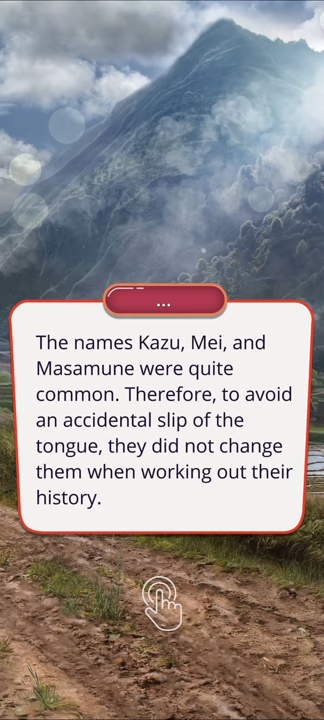 ...
The names Kazu, Mei, and
Masamune were quite
common. Therefore, to avoid
an accidental slip of the
tongue, they did not change
them when working out their
history.